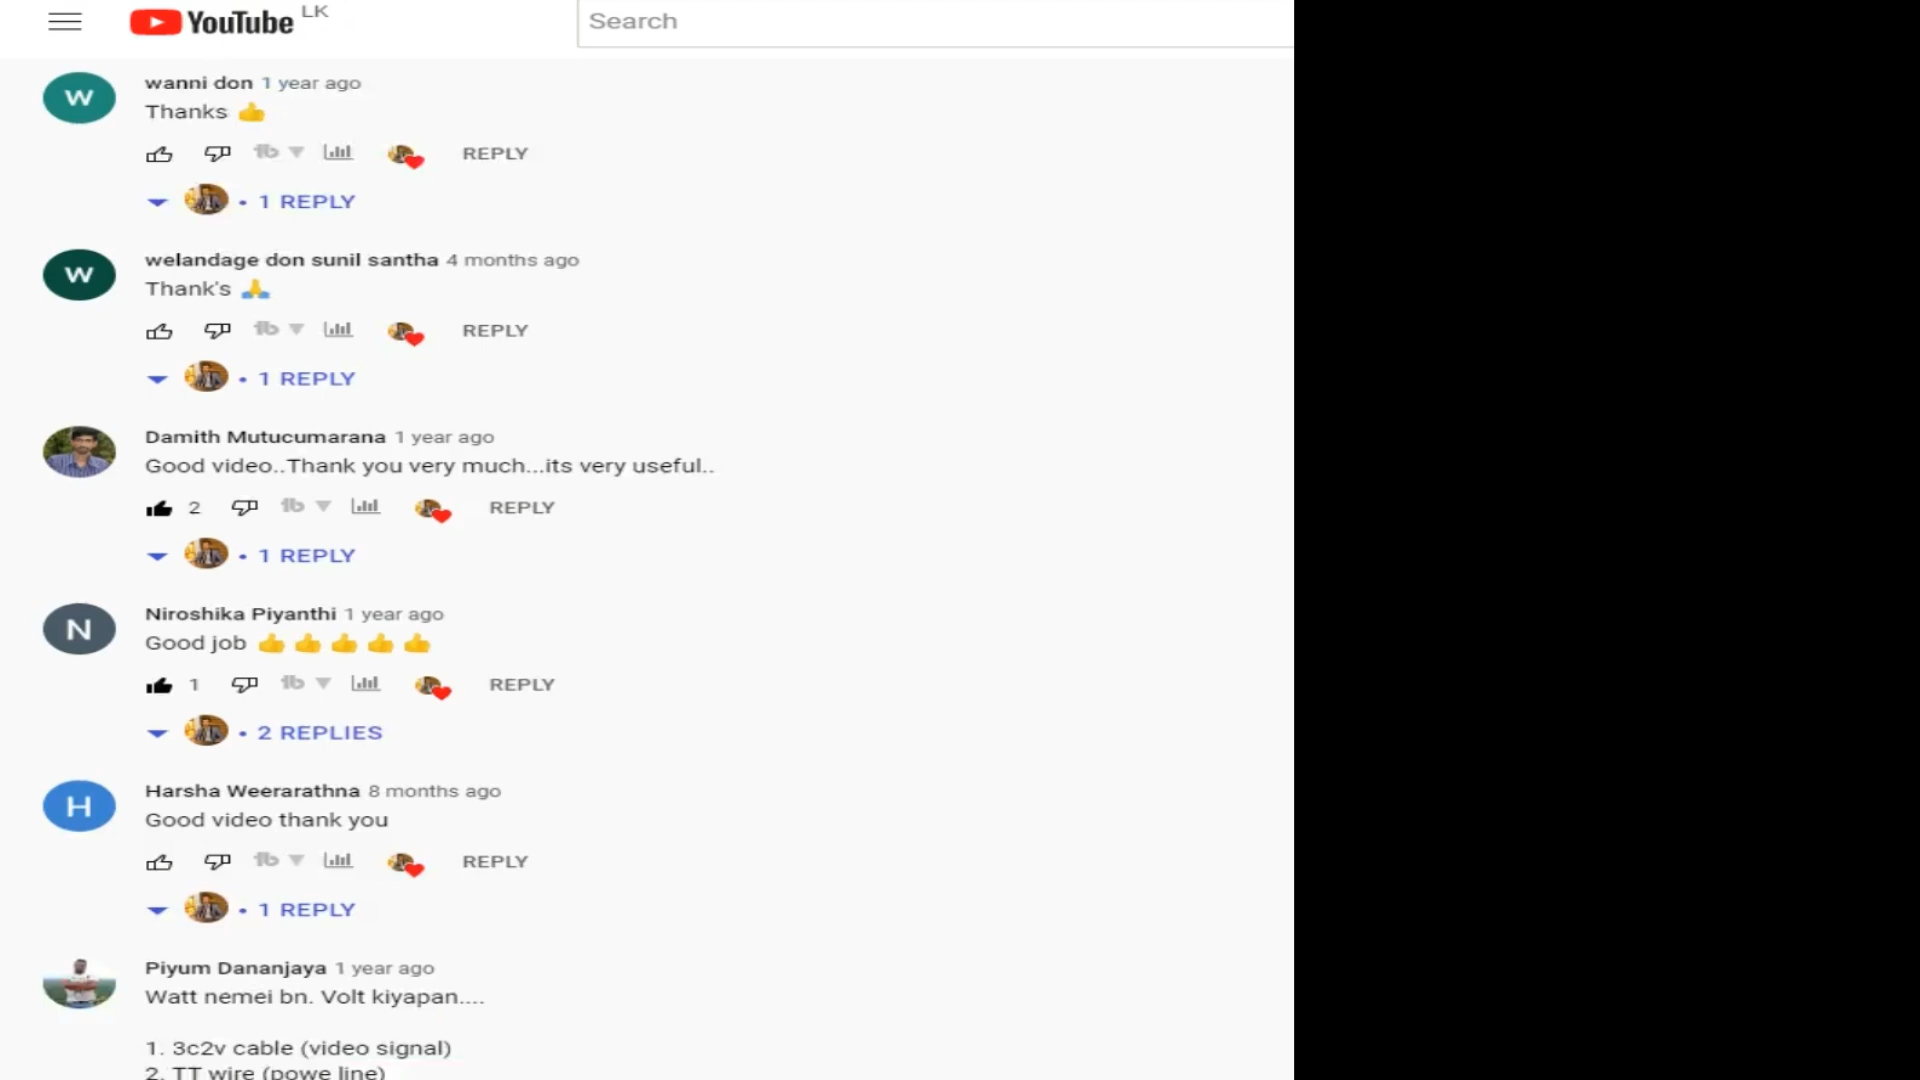 YouTube LK
Search
W
wanni don 1 year ago
Thanks 👍
REPLY
1 REPLY
W
welandage don sunil santha 4 months ago
Thank's 🙏
REPLY
1 REPLY
Damith Mutucumarana 1 year ago
Good video..Thank you very much...its very useful..
2 REPLY
1 REPLY
N
Niroshika Piyanthi 1 year ago
Good job 👍 👍 👍 👍 👍
1 REPLY
2 REPLIES
H
Harsha Weerarathna 8 months ago
Good video thank you
REPLY
1 REPLY
Piyum Dananjaya 1 year ago
Watt nemei bn. Volt kiyapan....
1. 3c2v cable (video signal)
2. TT wire (powe line)